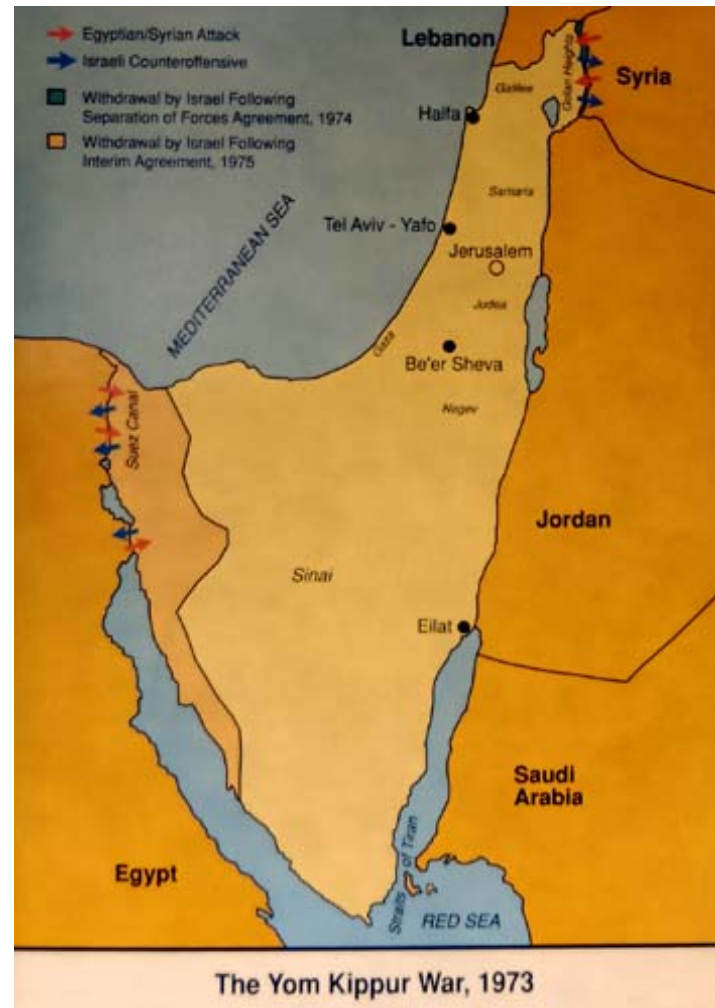 Egyptian/Syrian Attack
Israeli Counteroffensive
Withdrawal by Israel Following
Separation of Forces Agreement, 1974
Withdrawal by Israel Following
Interim Agreement, 1975
Lebanon
Syria
Golan Heights
Galilee
Haifa
Samaria
MEDITERRANEAN SEA
Tel Aviv - Yafo
Jerusalem
Judea
Gaza
Be'er Sheva
Negev
Suez Canal
Jordan
Sinai
Eilat
Saudi
Arabia
Egypt
Straits of Tiran
RED SEA
The Yom Kippur War, 1973